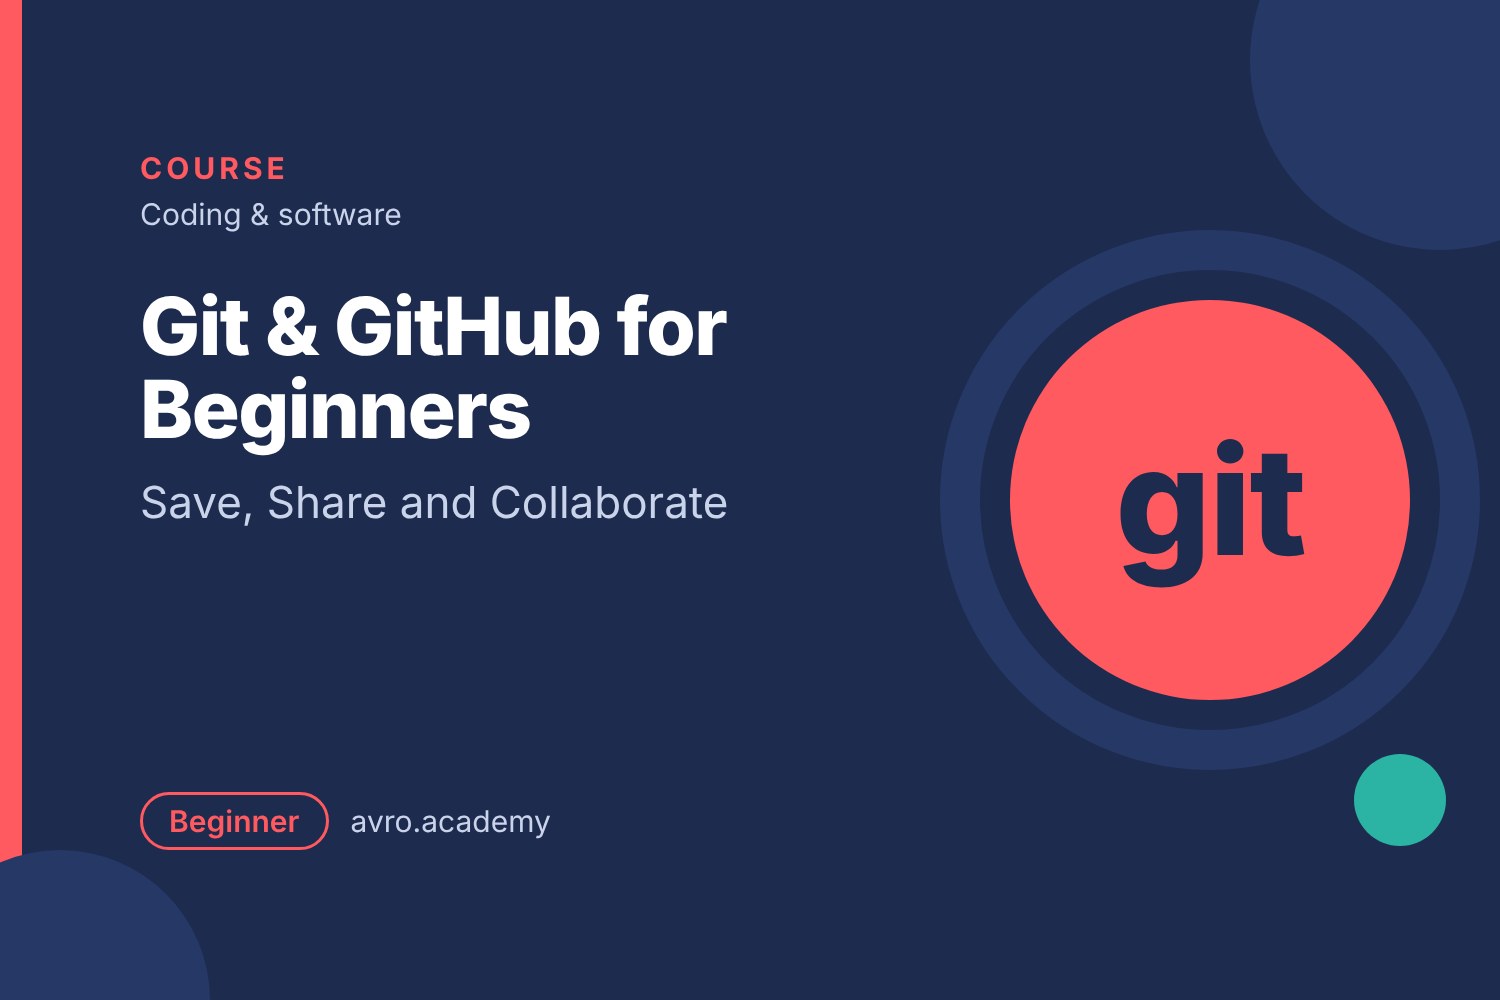 COURSE
Coding & software
Git & GitHub for
Beginners
Save, Share and Collaborate
git
Beginner
avro.academy